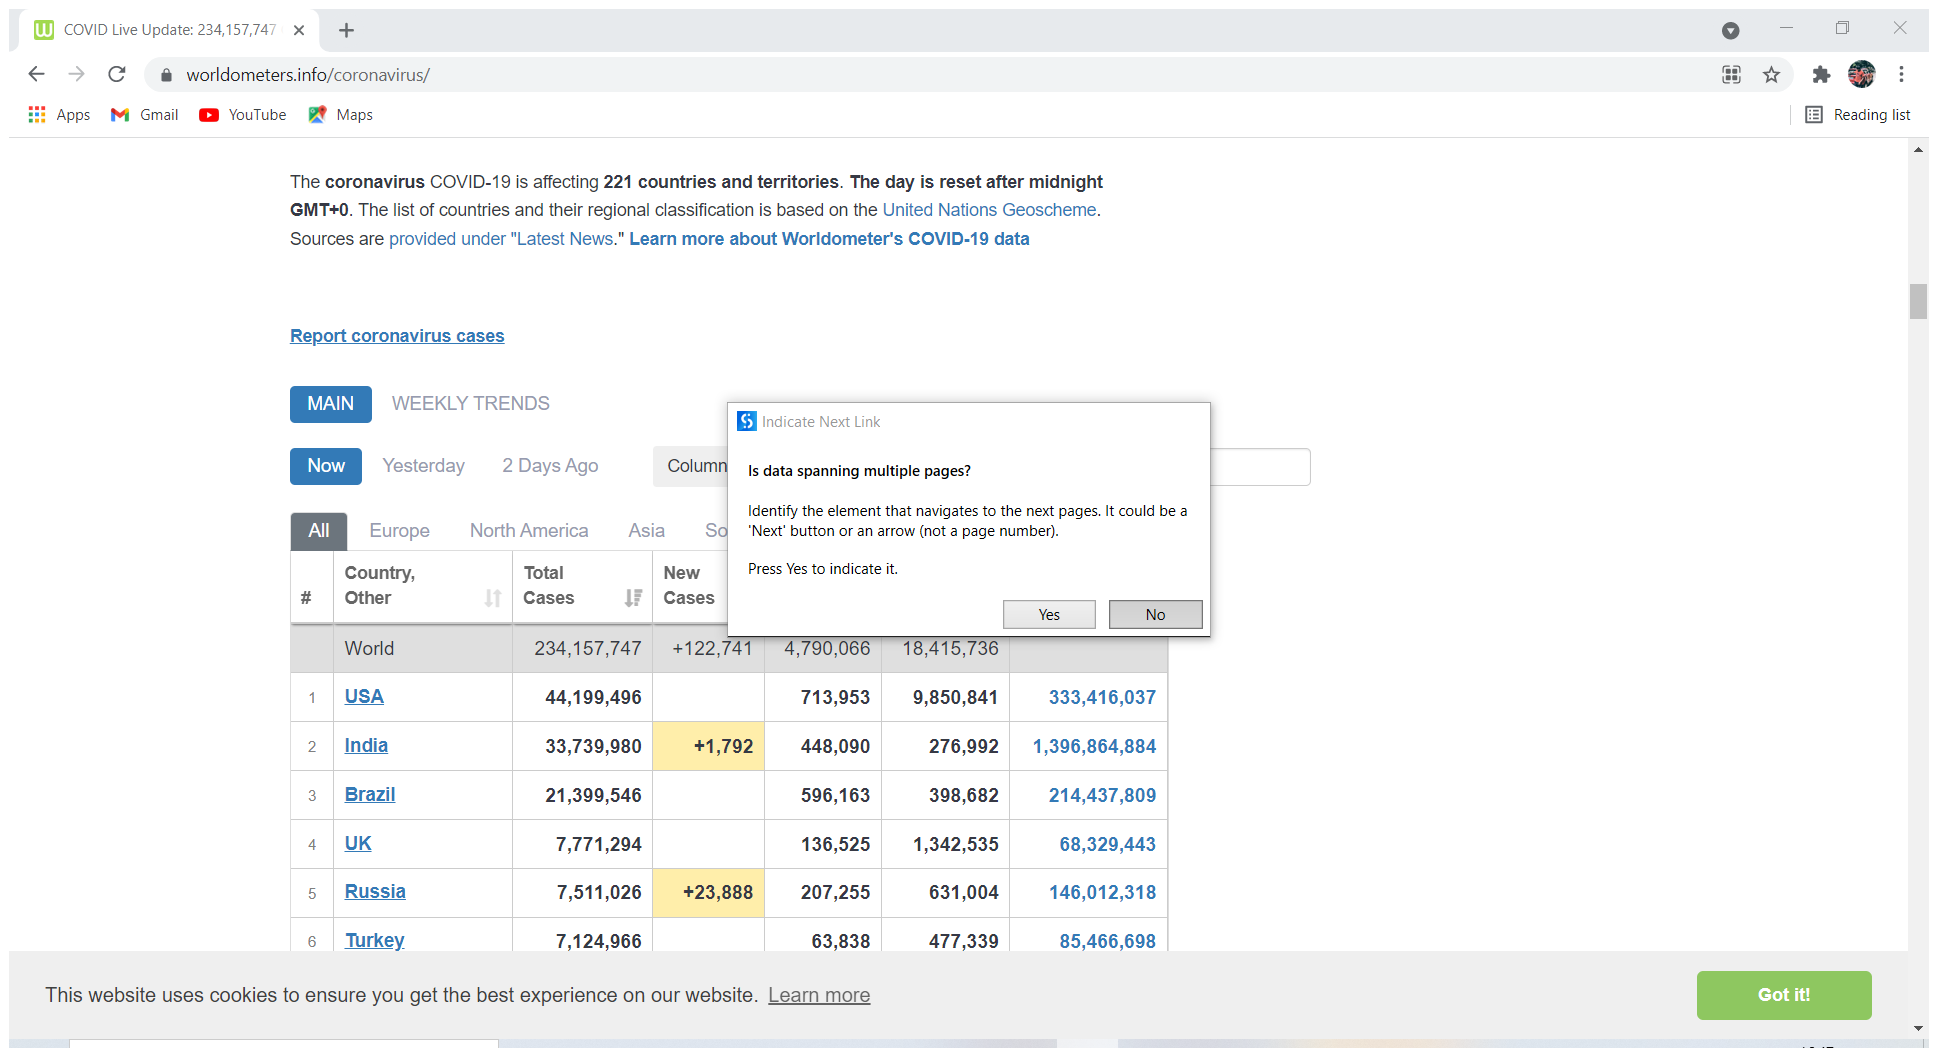 COVID Live Update: 234,157,747
worldometers.info/coronavirus/
Apps Gmail YouTube Maps Reading list
The coronavirus COVID-19 is affecting 221 countries and territories. The day is reset after midnight
GMT+0. The list of countries and their regional classification is based on the United Nations Geoscheme.
Sources are provided under "Latest News." Learn more about Worldometer's COVID-19 data
Report coronavirus cases
MAIN WEEKLY TRENDS
Now Yesterday 2 Days Ago Column
All Europe North America Asia So
Indicate Next Link
Is data spanning multiple pages?
Identify the element that navigates to the next pages. It could be a
'Next' button or an arrow (not a page number).
Press Yes to indicate it.
Yes No
# Country, Other Total Cases New Cases
World 234,157,747 +122,741 4,790,066 18,415,736
1 USA 44,199,496 713,953 9,850,841 333,416,037
2 India 33,739,980 +1,792 448,090 276,992 1,396,864,884
3 Brazil 21,399,546 596,163 398,682 214,437,809
4 UK 7,771,294 136,525 1,342,535 68,329,443
5 Russia 7,511,026 +23,888 207,255 631,004 146,012,318
6 Turkey 7,124,966 63,838 477,339 85,466,698
This website uses cookies to ensure you get the best experience on our website. Learn more Got it!